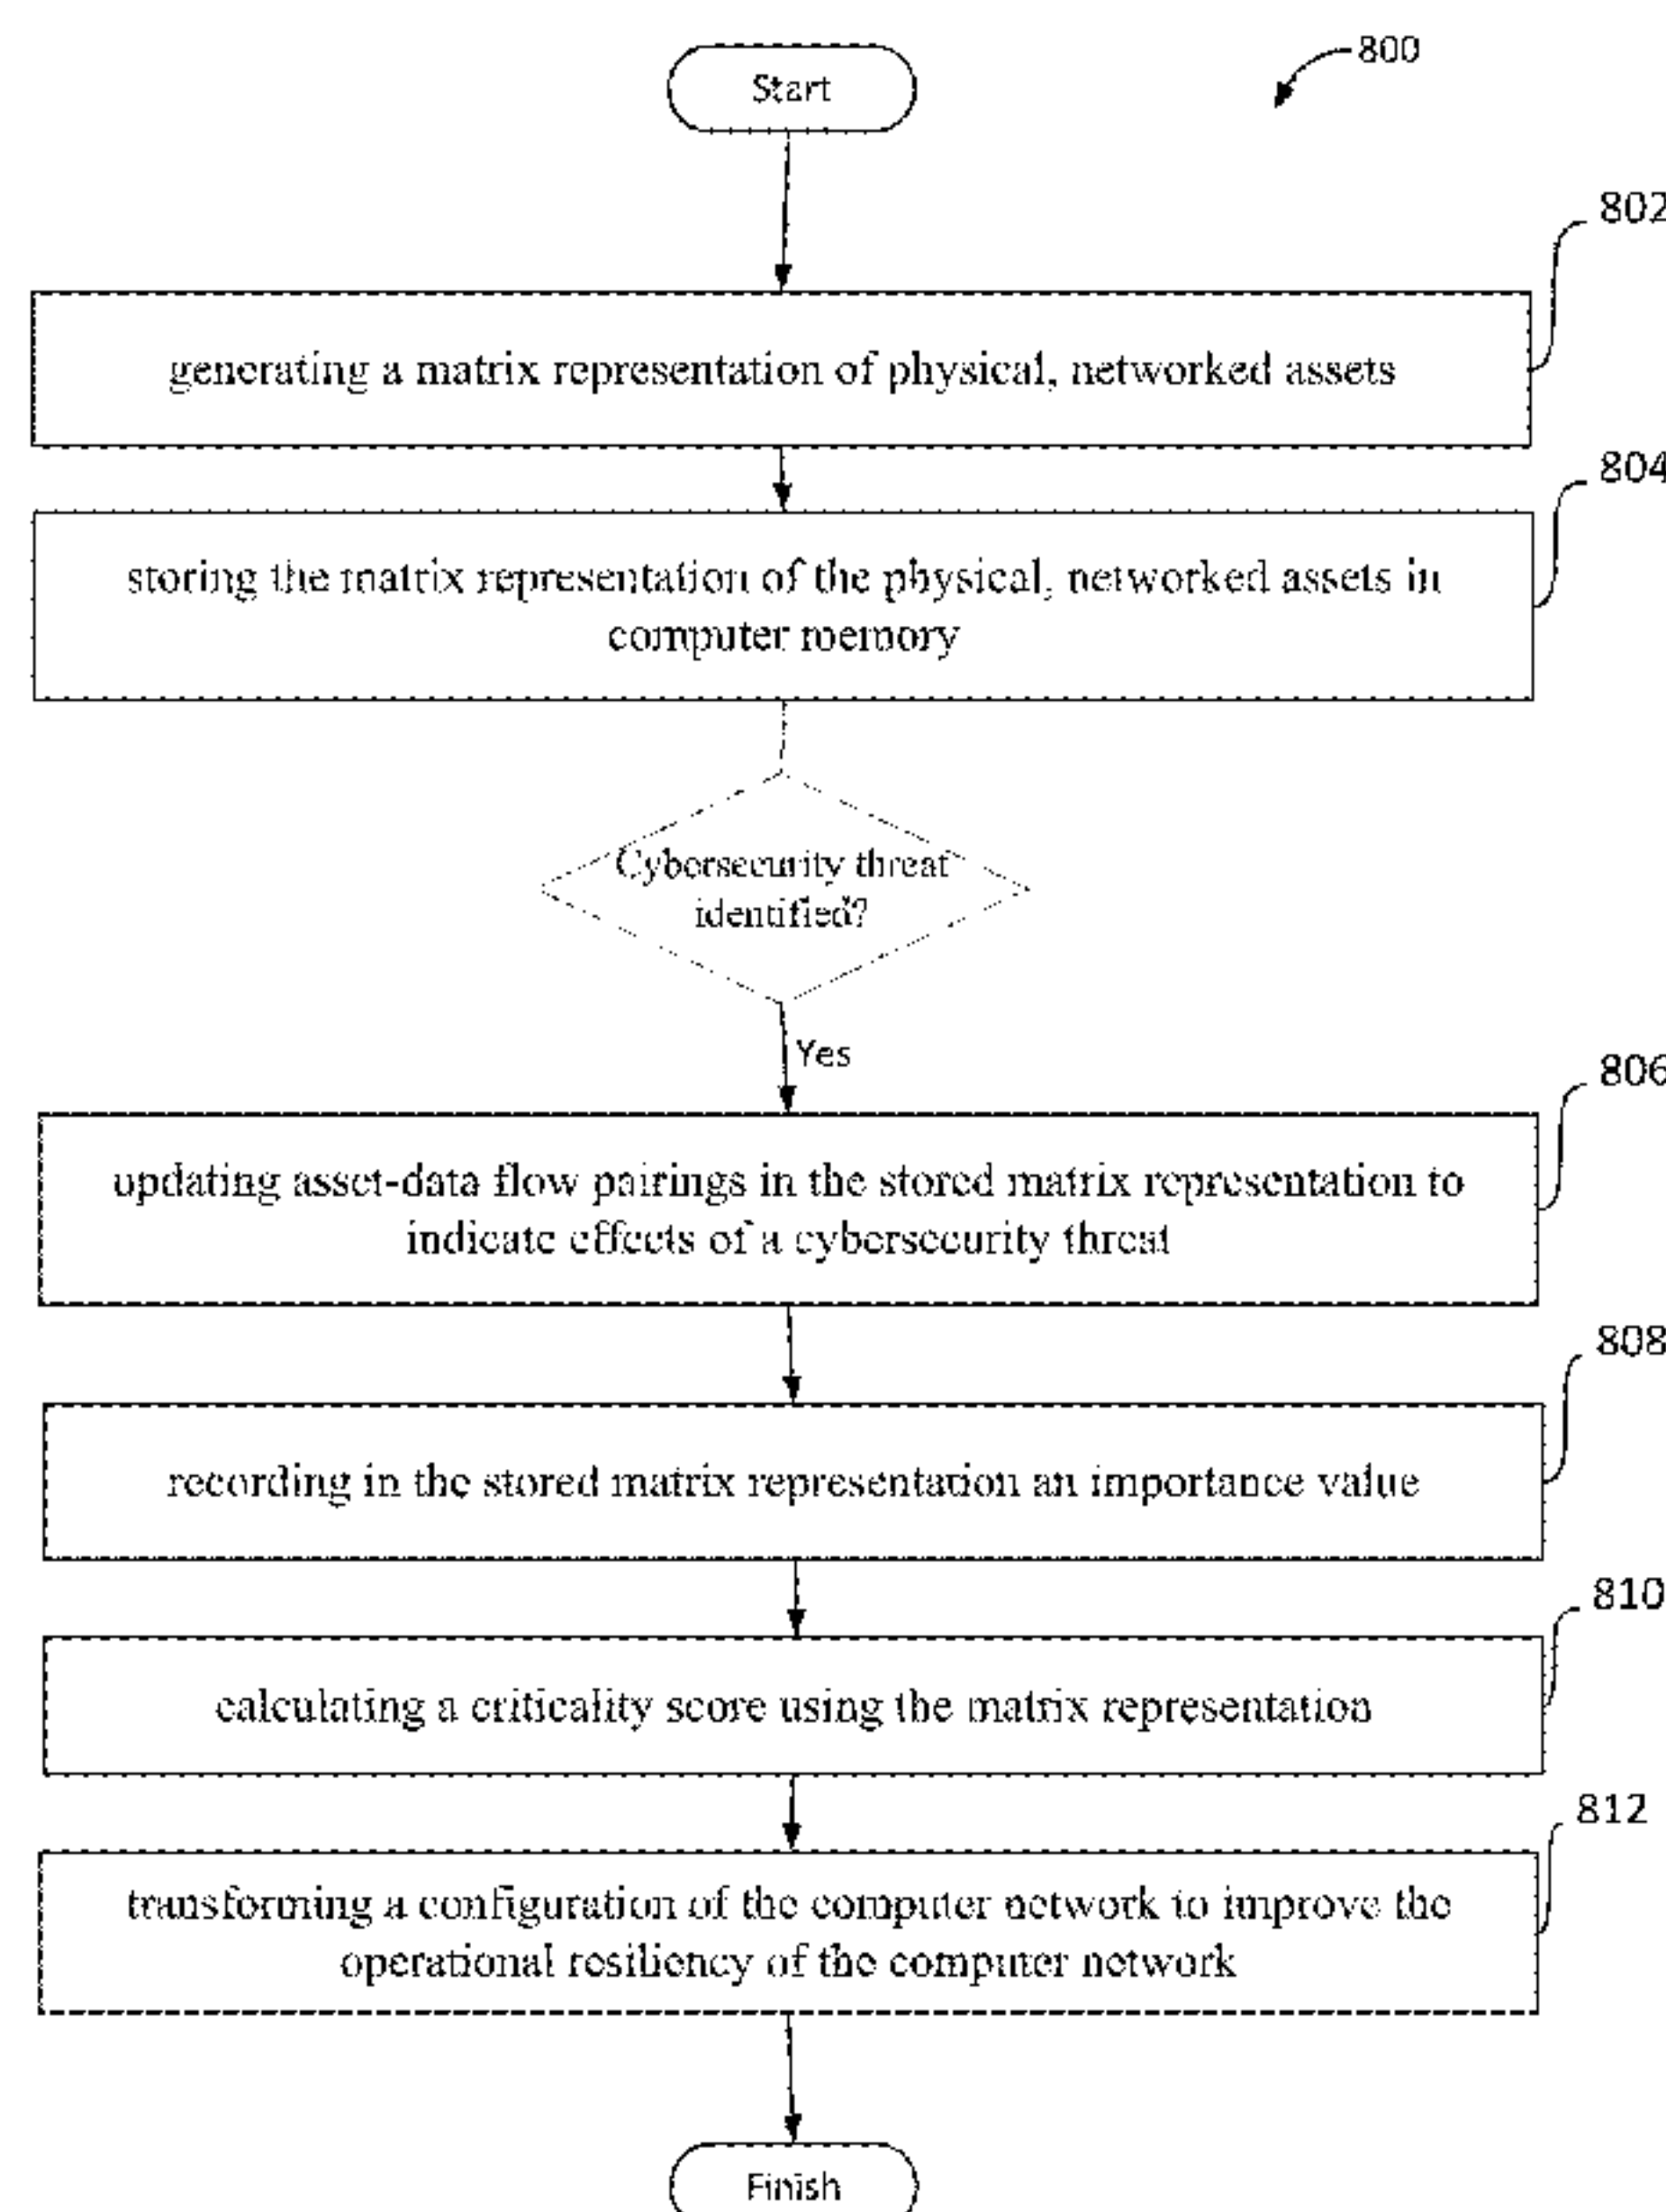 Start
800
802
generating a matrix representation of physical, networked assets
804
storing the matrix representation of the physical, networked assets in
computer memory
Cybersecurity threat
identified?
Yes
806
updating asset-data flow pairings in the stored matrix representation to
indicate effects of a cybersecurity threat
808
recording in the stored matrix representation an importance value
810
calculating a criticality score using the matrix representation
812
transforming a configuration of the computer network to improve the
operational resiliency of the computer network
Finish